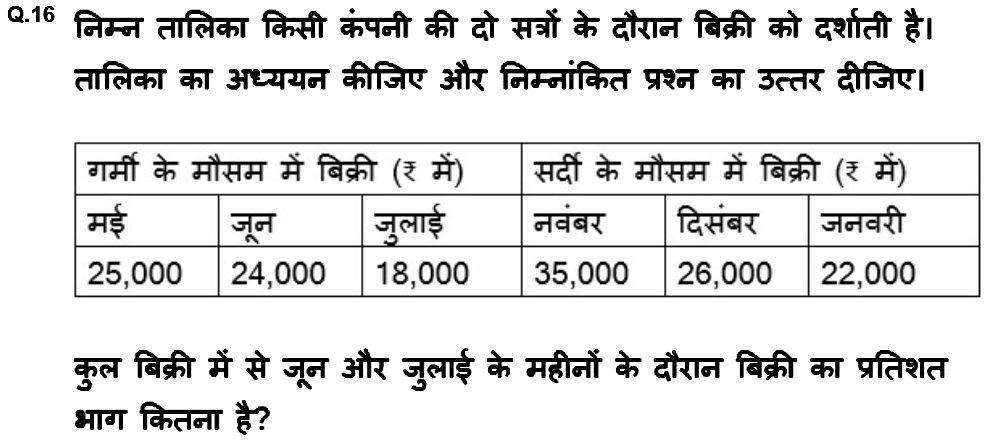 Q.16 निम्न तालिका किसी कंपनी की दो सत्रों के दौरान बिक्री को दर्शाती है।
तालिका का अध्ययन कीजिए और निम्नांकित प्रश्न का उत्तर दीजिए।
गर्मी के मौसम में बिक्री (₹ में) सर्दी के मौसम में बिक्री (₹ में)
मई जून जुलाई नवंबर दिसंबर जनवरी
25,000 24,000 18,000 35,000 26,000 22,000
कुल बिक्री में से जून और जुलाई के महीनों के दौरान बिक्री का प्रतिशत
भाग कितना है?